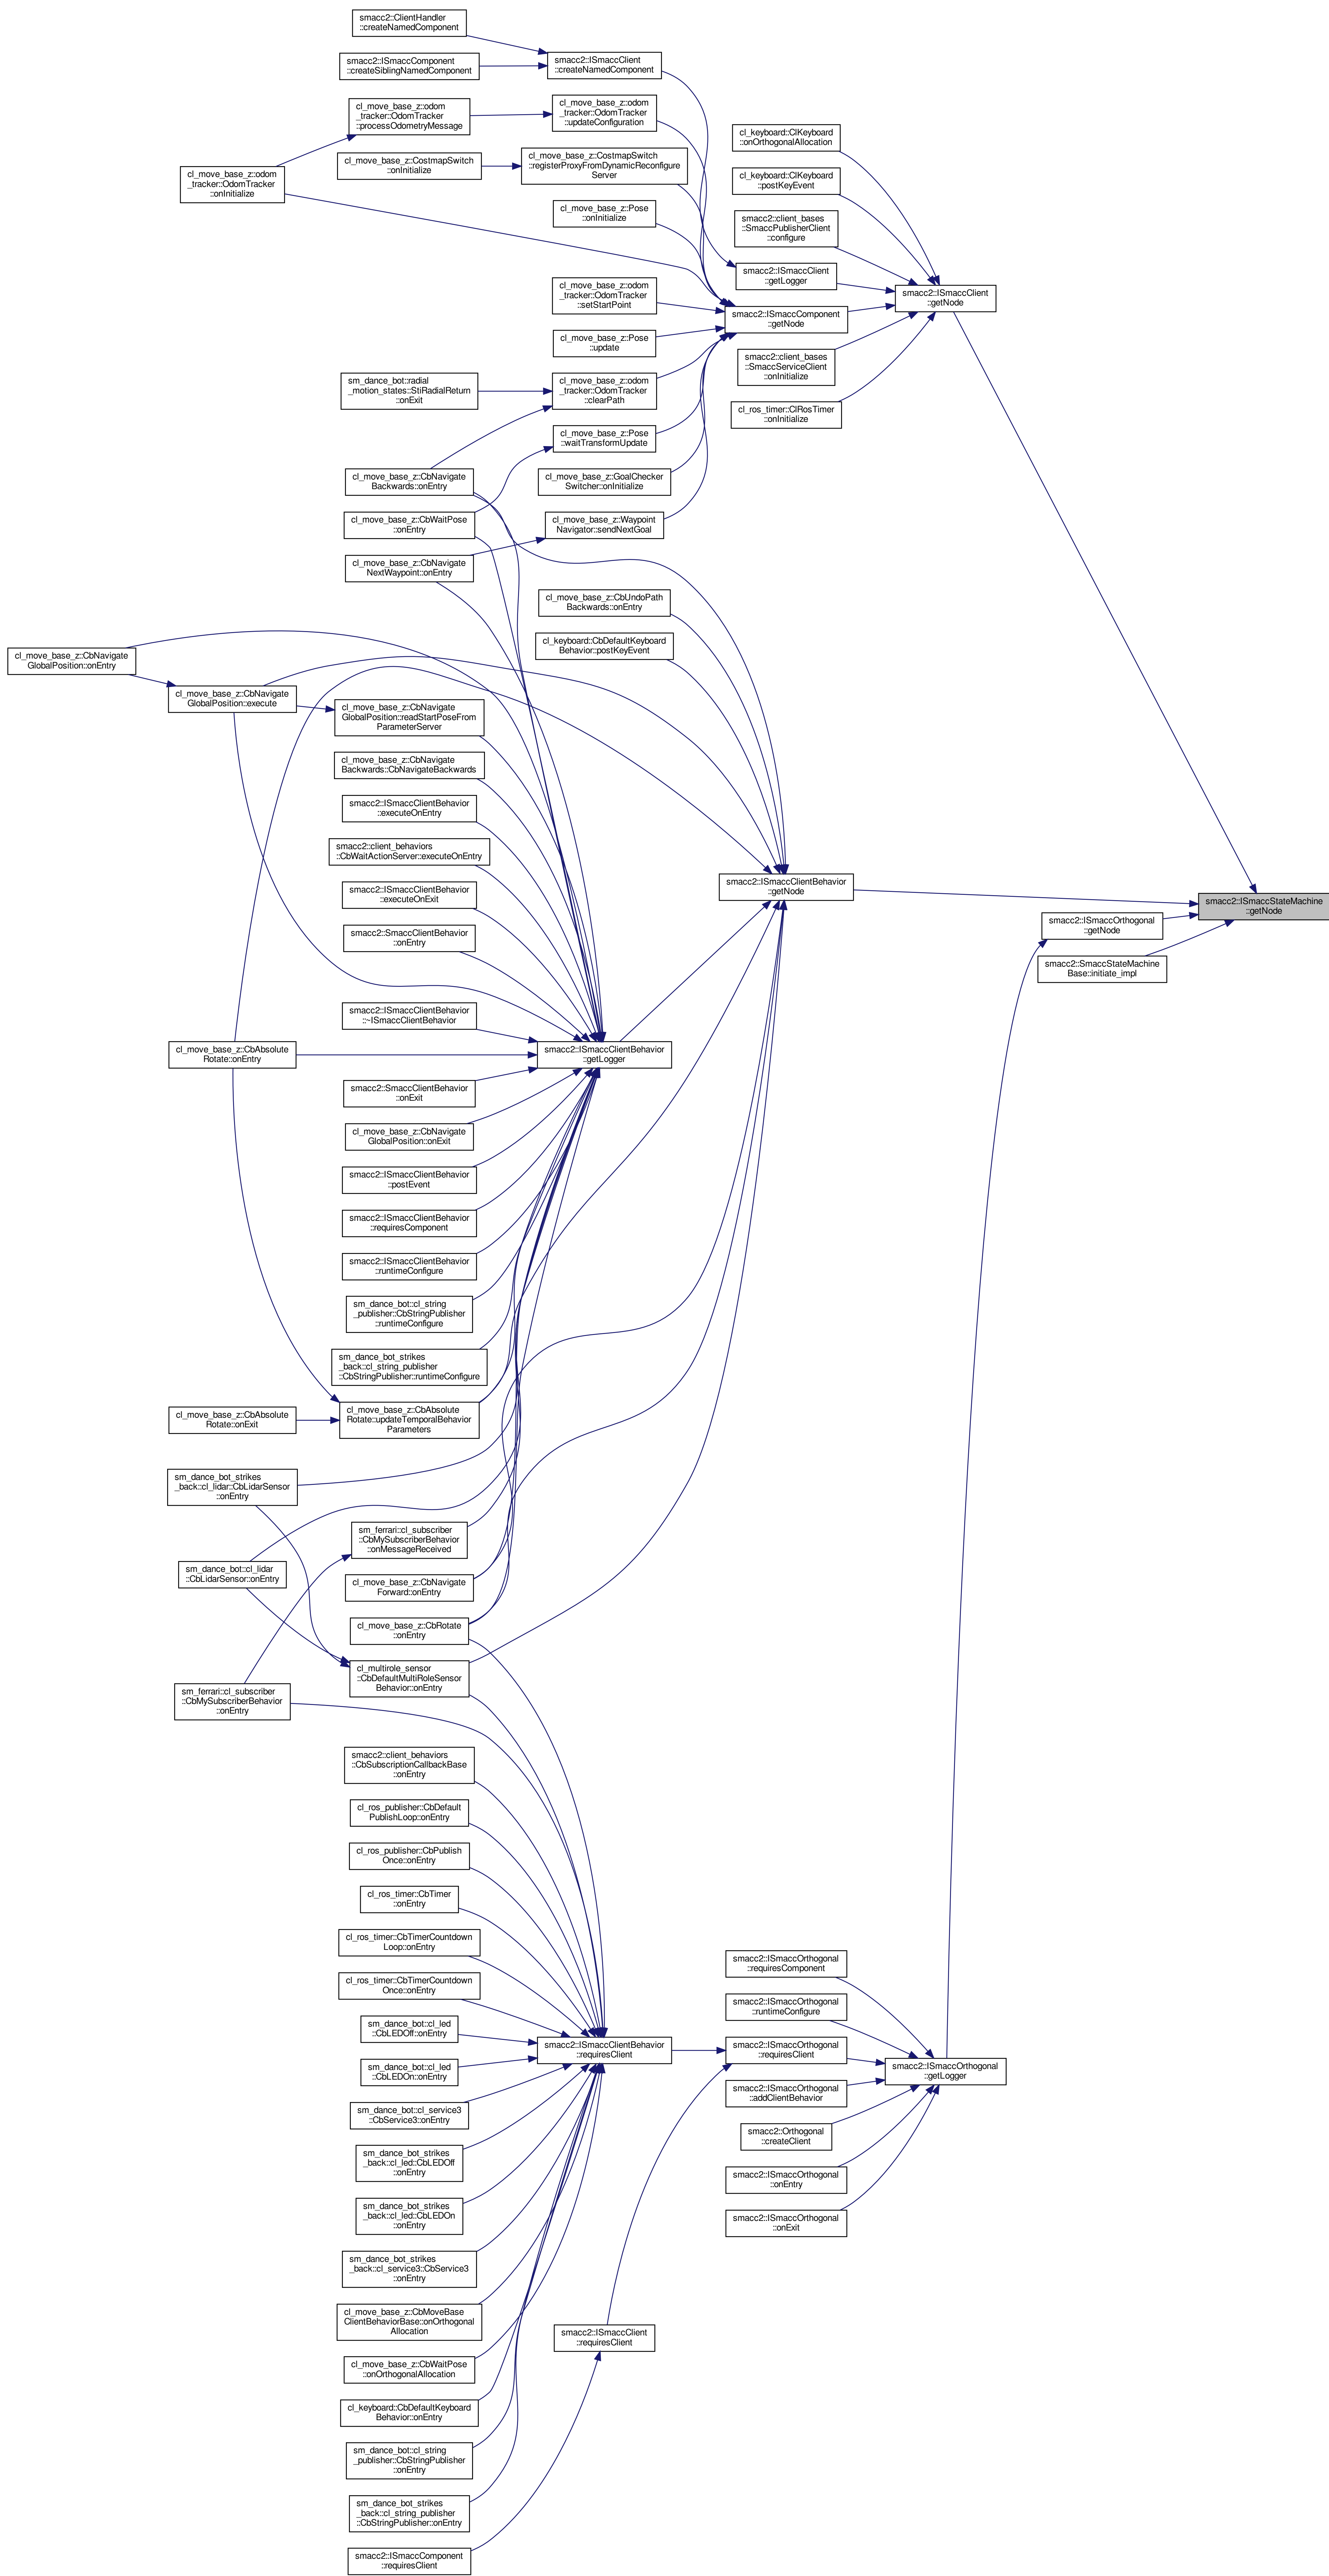 smacc2::ClientHandler
::createNamedComponent
smacc2::ISmaccComponent
::createSiblingNamedComponent
smacc2::ISmaccClient
::createNamedComponent
cl_move_base_z::odom
_tracker::OdomTracker
::processOdometryMessage
cl_move_base_z::odom
_tracker::OdomTracker
::updateConfiguration
cl_keyboard::ClKeyboard
::onOrthogonalAllocation
cl_move_base_z::CostmapSwitch
::onInitialize
cl_move_base_z::CostmapSwitch
::registerProxyFromDynamicReconfigure
Server
cl_move_base_z::odom
_tracker::OdomTracker
::onInitialize
cl_keyboard::ClKeyboard
::postKeyEvent
cl_move_base_z::Pose
::onInitialize
smacc2::client_bases
::SmaccPublisherClient
::configure
smacc2::ISmaccClient
::getLogger
cl_move_base_z::odom
_tracker::OdomTracker
::setStartPoint
smacc2::ISmaccClient
::getNode
smacc2::ISmaccComponent
::getNode
cl_move_base_z::Pose
::update
smacc2::client_bases
::SmaccServiceClient
::onInitialize
sm_dance_bot::radial
_motion_states::StiRadialReturn
::onExit
cl_move_base_z::odom
_tracker::OdomTracker
::clearPath
cl_ros_timer::ClRosTimer
::onInitialize
cl_move_base_z::Pose
::waitTransformUpdate
cl_move_base_z::CbNavigate
Backwards::onEntry
cl_move_base_z::GoalChecker
Switcher::onInitialize
cl_move_base_z::CbWaitPose
::onEntry
cl_move_base_z::Waypoint
Navigator::sendNextGoal
cl_move_base_z::CbNavigate
NextWaypoint::onEntry
cl_move_base_z::CbUndoPath
Backwards::onEntry
cl_keyboard::CbDefaultKeyboard
Behavior::postKeyEvent
cl_move_base_z::CbNavigate
GlobalPosition::onEntry
cl_move_base_z::CbNavigate
GlobalPosition::execute
cl_move_base_z::CbNavigate
GlobalPosition::readStartPoseFrom
ParameterServer
cl_move_base_z::CbNavigate
Backwards::CbNavigateBackwards
smacc2::ISmaccClientBehavior
::executeOnEntry
smacc2::client_behaviors
::CbWaitActionServer::executeOnEntry
smacc2::ISmaccClientBehavior
::executeOnExit
smacc2::ISmaccClientBehavior
::getNode
smacc2::ISmaccStateMachine
::getNode
smacc2::ISmaccOrthogonal
::getNode
smacc2::SmaccClientBehavior
::onEntry
smacc2::SmaccStateMachine
Base::initiate_impl
smacc2::ISmaccClientBehavior
::~ISmaccClientBehavior
cl_move_base_z::CbAbsolute
Rotate::onEntry
smacc2::ISmaccClientBehavior
::getLogger
smacc2::SmaccClientBehavior
::onExit
cl_move_base_z::CbNavigate
GlobalPosition::onExit
smacc2::ISmaccClientBehavior
::postEvent
smacc2::ISmaccClientBehavior
::requiresComponent
smacc2::ISmaccClientBehavior
::runtimeConfigure
sm_dance_bot::cl_string
_publisher::CbStringPublisher
::runtimeConfigure
sm_dance_bot_strikes
_back::cl_string_publisher
::CbStringPublisher::runtimeConfigure
cl_move_base_z::CbAbsolute
Rotate::onExit
cl_move_base_z::CbAbsolute
Rotate::updateTemporalBehavior
Parameters
sm_dance_bot_strikes
_back::cl_lidar::CbLidarSensor
::onEntry
sm_ferrari::cl_subscriber
::CbMySubscriberBehavior
::onMessageReceived
sm_dance_bot::cl_lidar
::CbLidarSensor::onEntry
cl_move_base_z::CbNavigate
Forward::onEntry
cl_move_base_z::CbRotate
::onEntry
cl_multirole_sensor
::CbDefaultMultiRoleSensor
Behavior::onEntry
sm_ferrari::cl_subscriber
::CbMySubscriberBehavior
::onEntry
smacc2::client_behaviors
::CbSubscriptionCallbackBase
::onEntry
cl_ros_publisher::CbDefault
PublishLoop::onEntry
cl_ros_publisher::CbPublish
Once::onEntry
cl_ros_timer::CbTimer
::onEntry
cl_ros_timer::CbTimerCountdown
Loop::onEntry
smacc2::ISmaccOrthogonal
::requiresComponent
cl_ros_timer::CbTimerCountdown
Once::onEntry
smacc2::ISmaccOrthogonal
::runtimeConfigure
sm_dance_bot::cl_led
::CbLEDOff::onEntry
smacc2::ISmaccClientBehavior
::requiresClient
smacc2::ISmaccOrthogonal
::requiresClient
smacc2::ISmaccOrthogonal
::getLogger
sm_dance_bot::cl_led
::CbLEDOn::onEntry
smacc2::ISmaccOrthogonal
::addClientBehavior
sm_dance_bot::cl_service3
::CbService3::onEntry
smacc2::Orthogonal
::createClient
sm_dance_bot_strikes
_back::cl_led::CbLEDOff
::onEntry
smacc2::ISmaccOrthogonal
::onEntry
sm_dance_bot_strikes
_back::cl_led::CbLEDOn
::onEntry
smacc2::ISmaccOrthogonal
::onExit
sm_dance_bot_strikes
_back::cl_service3::CbService3
::onEntry
cl_move_base_z::CbMoveBase
ClientBehaviorBase::onOrthogonal
Allocation
smacc2::ISmaccClient
::requiresClient
cl_move_base_z::CbWaitPose
::onOrthogonalAllocation
cl_keyboard::CbDefaultKeyboard
Behavior::onEntry
sm_dance_bot::cl_string
_publisher::CbStringPublisher
::onEntry
sm_dance_bot_strikes
_back::cl_string_publisher
::CbStringPublisher::onEntry
smacc2::ISmaccComponent
::requiresClient